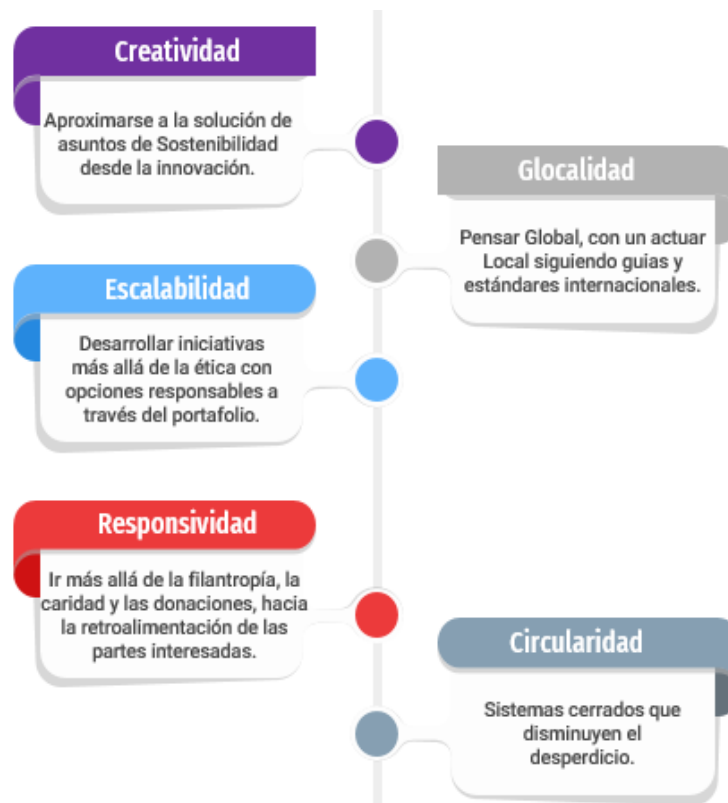 Creatividad
Aproximarse a la solución de
asuntos de Sostenibilidad
desde la innovación.
Glocalidad
Pensar Global, con un actuar
Local siguiendo guias y
estándares internacionales.
Escalabilidad
Desarrollar iniciativas
más allá de la ética con
opciones responsables a
través del portafolio.
Responsividad
Ir más allá de la filantropía, la
caridad y las donaciones, hacia
la retroalimentación de las
partes interesadas.
Circularidad
Sistemas cerrados que
disminuyen el
desperdicio.